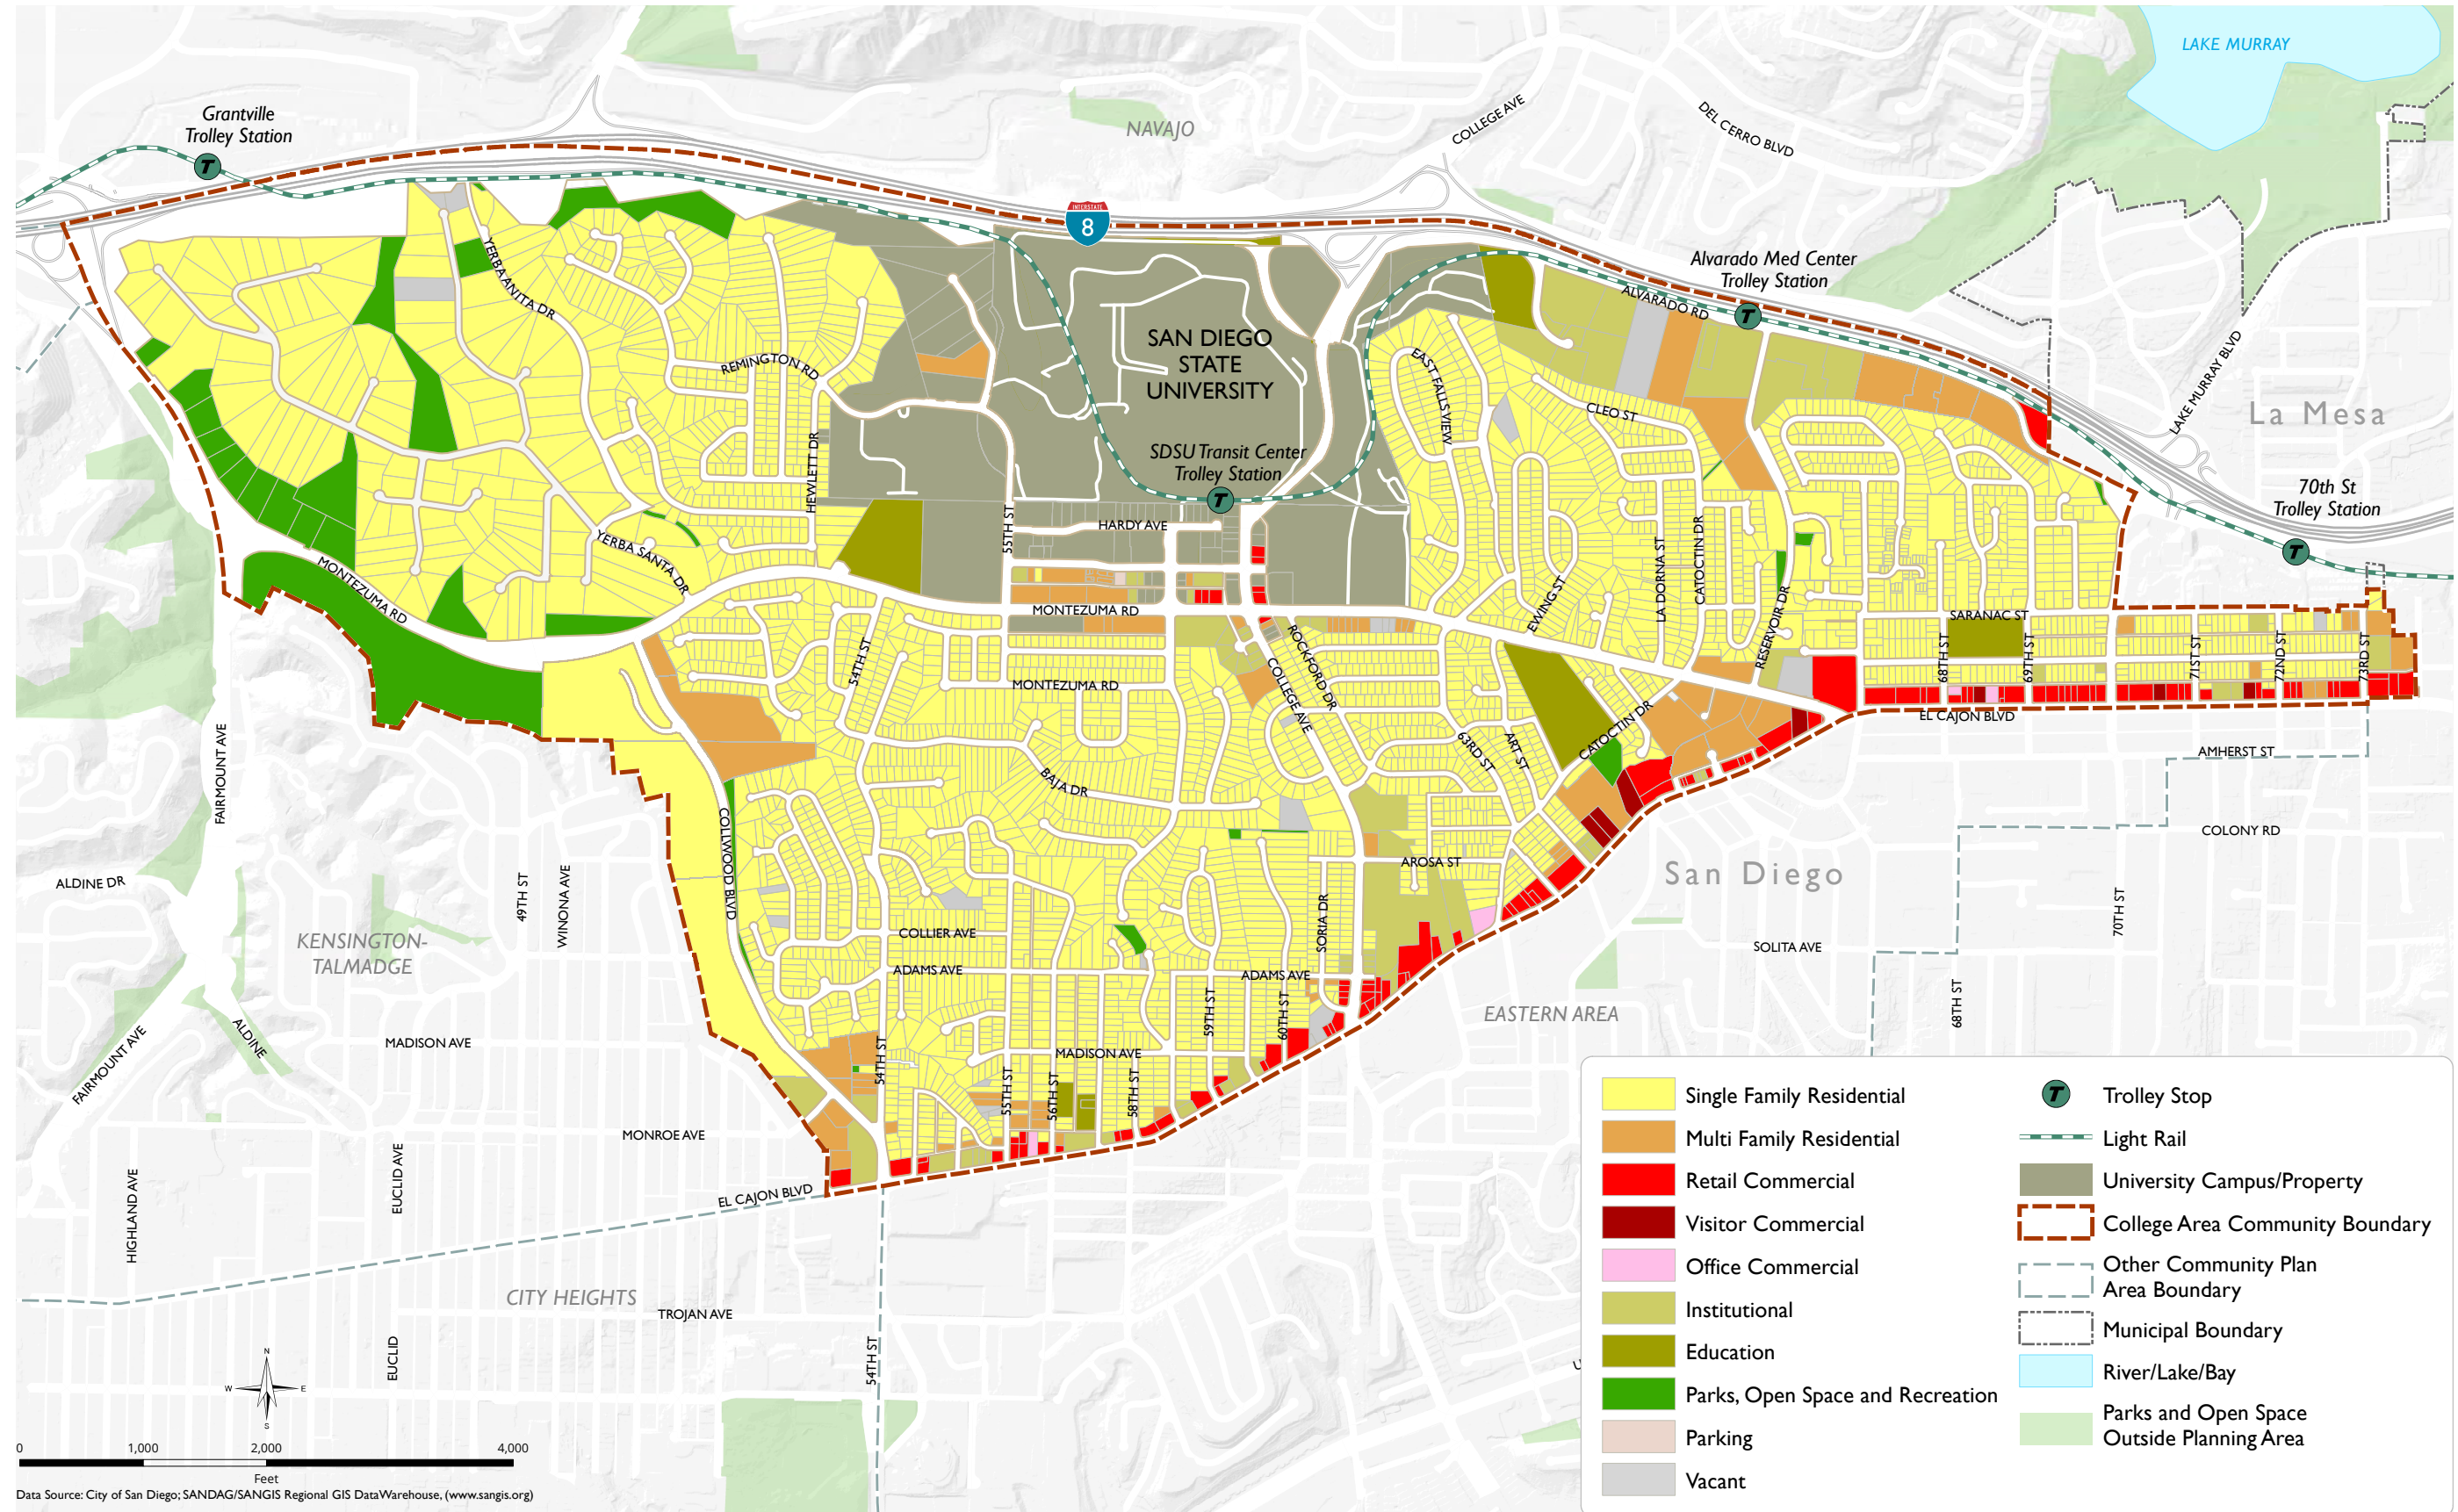 LAKE MURRAY
Grantville
Trolley Station
NAVAJO
COLLEGE AVE
DEL CERRO BLVD
INTERSTATE
8
Alvarado Med Center
Trolley Station
ALVARADO RD
YERBA ANITA DR
REMINGTON RD
HEWLETT DR
SAN DIEGO
STATE
UNIVERSITY
EAST FALLS VIEW
CLEO ST
LAKE MURRAY BLVD
La Mesa
SDSU Transit Center
Trolley Station
T
T
T
T
70th St
Trolley Station
55TH ST
HARDY AVE
YERBA SANTA DR
MONTEZUMA RD
MONTEZUMA RD
EWING ST
LA DORNA ST
CATOCTIN DR
RESERVOIR DR
SARANAC ST
68TH ST
69TH ST
71ST ST
72ND ST
73RD ST
54TH ST
MONTEZUMA RD
COLLEGE AVE
ROCKFORD DR
63RD ST
ART ST
CATOCTIN DR
EL CAJON BLVD
AMHERST ST
COLONY RD
FAIRMOUNT AVE
BAJA DR
COLLWOOD BLVD
AROSA ST
San Diego
ALDINE DR
49TH ST
WINONA AVE
KENSINGTON-
TALMADGE
COLLIER AVE
SORIA DR
ADAMS AVE
ADAMS AVE
SOLITA AVE
70TH ST
68TH ST
EASTERN AREA
59TH ST
60TH ST
FAIRMOUNT AVE
ALDINE
MADISON AVE
MADISON AVE
54TH ST
55TH ST
56TH ST
58TH ST
MONROE AVE
HIGHLAND AVE
EUCLID AVE
EL CAJON BLVD
CITY HEIGHTS
TROJAN AVE
EUCLID
54TH ST
N
W
E
S
0
1,000
2,000
4,000
Feet
Data Source: City of San Diego; SANDAG/SANGIS Regional GIS DataWarehouse, (www.sangis.org)
Single Family Residential
Multi Family Residential
Retail Commercial
Visitor Commercial
Office Commercial
Institutional
Education
Parks, Open Space and Recreation
Parking
Vacant
T
Trolley Stop
Light Rail
University Campus/Property
College Area Community Boundary
Other Community Plan
Area Boundary
Municipal Boundary
River/Lake/Bay
Parks and Open Space
Outside Planning Area